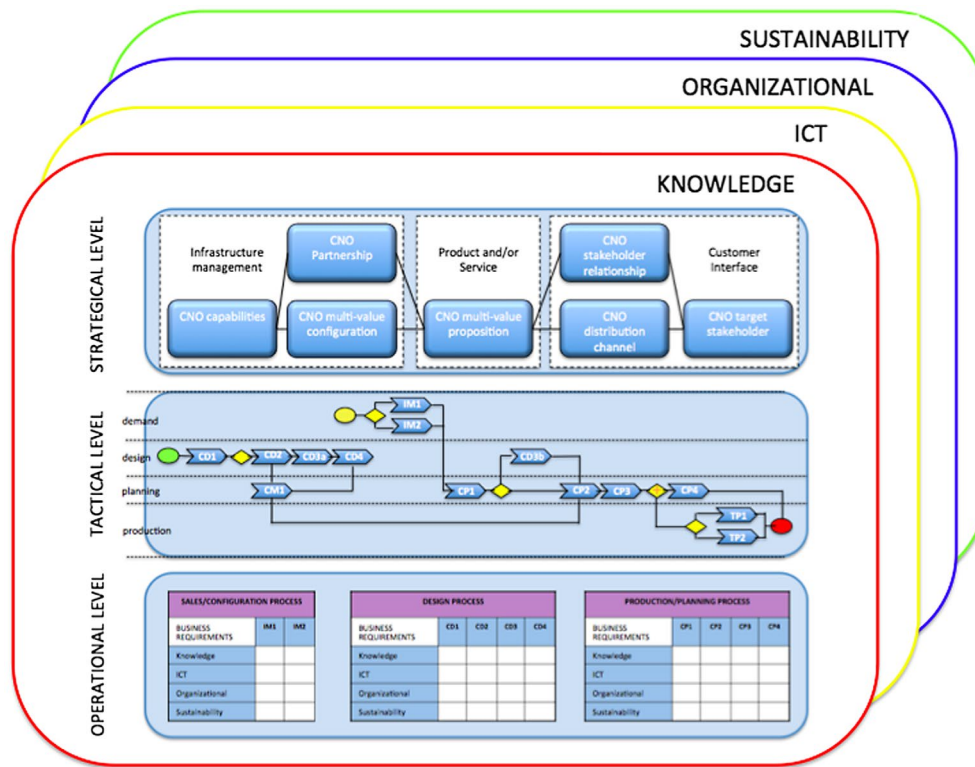 SUSTAINABILITY
ORGANIZATIONAL
ICT
KNOWLEDGE
STRATEGICAL LEVEL
Infrastructure
management
CNO
Partnership
CNO capabilities
CNO multi-value
configuration
Product and/or
Service
CNO multi-value
proposition
CNO
stakeholder
relationship
CNO
distribution
channel
Customer
Interface
CNO target
stakeholder
TACTICAL LEVEL
demand
IM1
IM2
design
CD1
CD2
CD3a
CD4
CD3b
planning
CM1
CP1
CP2
CP3
CP4
production
TP1
TP2
OPERATIONAL LEVEL
SALES/CONFIGURATION PROCESS
BUSINESS
REQUIREMENTS
IM1 IM2
Knowledge
ICT
Organizational
Sustainability
DESIGN PROCESS
BUSINESS
REQUIREMENTS
CD1 CD2 CD3 CD4
Knowledge
ICT
Organizational
Sustainability
PRODUCTION/PLANNING PROCESS
BUSINESS
REQUIREMENTS
CP1 CP2 CP3 CP4
Knowledge
ICT
Organizational
Sustainability